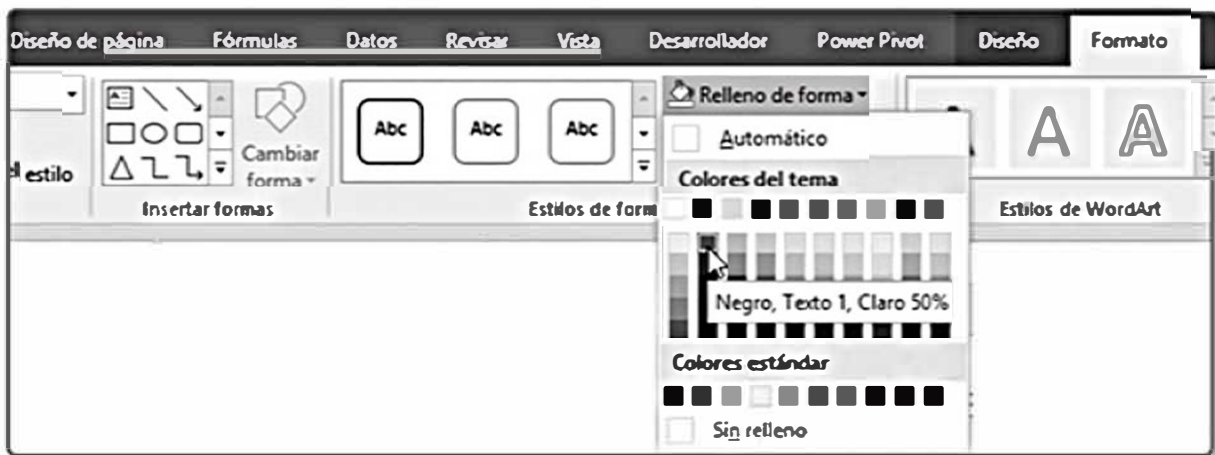 Diseño de página Fórmulas Datos Revisar Vista Desarrollador Power Pivot Diseño Formato
Relleno de forma
Abc Abc Abc
Automático
Cambiar
forma
estilo
Colores del tema
Insertar formas Estilos de form Estilos de WordArt
A A
Negro, Texto 1, Claro 50%
Colores estándar
Sin relleno